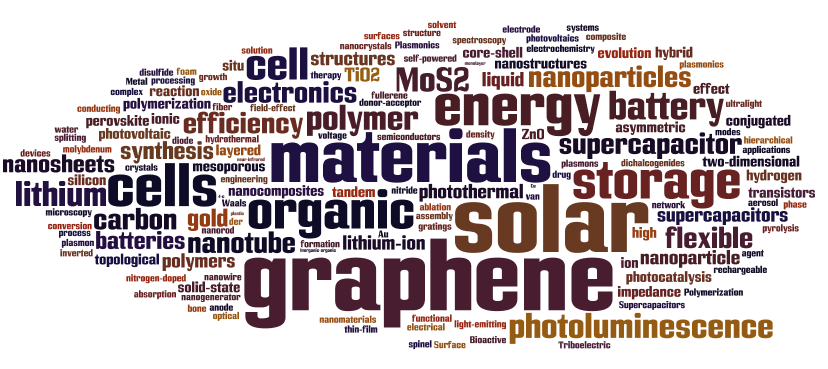 solvent
surfaces structure electrode systems
solution nanocrystals Plasmonics spectroscopy photovoltaics composite
situ cell structures self-powered core-shell electrochemistry evolution hybrid
disulfide foam therapy TiO2 monolayer nanostructures plasmonics
Metal processing growth MoS2 liquid nanoparticles effect
complex reaction oxide electronics fullerene donor-acceptor
polymerization fiber field-effect energy battery ultralight
conducting perovskite ionic efficiency polymer asymmetric conjugated
water splitting photovoltaic diode hydrothermal voltage semiconductors density ZnO supercapacitor modes hierarchical
devices molybdenum synthesis layered near-infrared materials applications
nanosheets crystals mesoporous plasmons dichalcogenides two-dimensional
silicon engineering drug storage hydrogen
lithium cells nanocomposites tandem nitride photothermal van transistors
Waals network aerosol phase
microscopy carbon gold der organic ablation assembly solar supercapacitors
conversion process nanorod plastic Au gratings high flexible pyrolysis
plasmon batteries nanotube formation lithium-ion
inverted inorganic-organic nanoparticle agent
topological polymers graphene ion rechargeable
nitrogen-doped nanowire photocatalysis
absorption solid-state nanogenerator impedance Polymerization
bone anode Supercapacitors
optical nanomaterials functional light-emitting photoluminescence
thin-film electrical
spinel Surface Bioactive Triboelectric